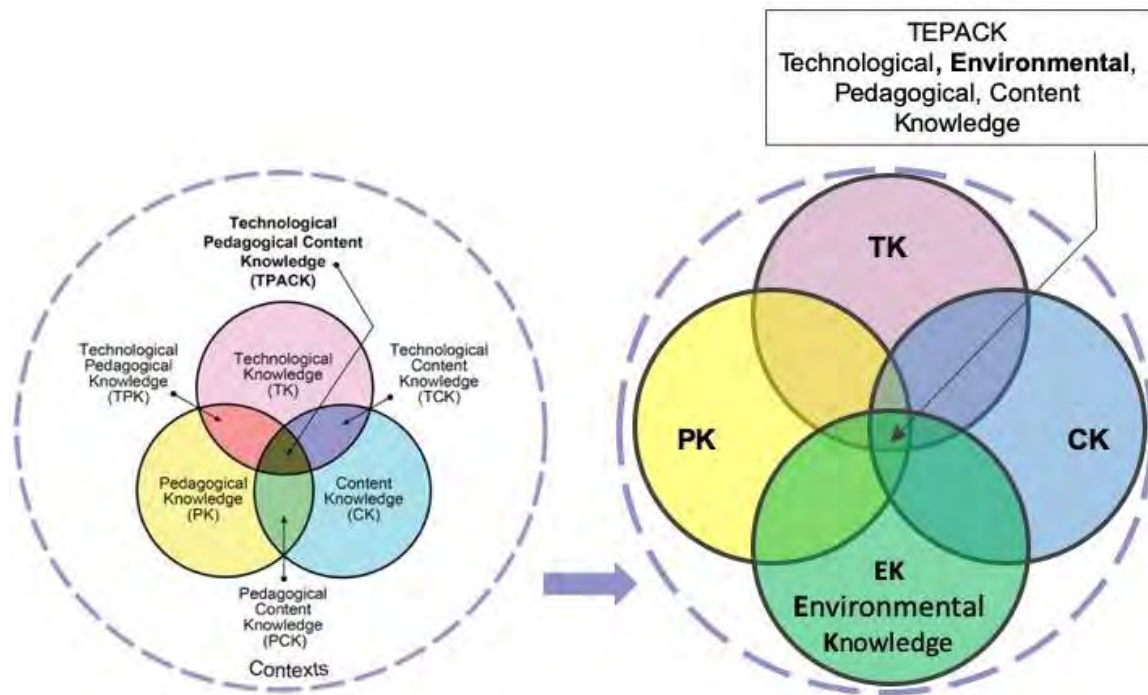 TEPACK
Technological, Environmental,
Pedagogical, Content
Knowledge
Technological
Pedagogical Content
Knowledge
(TPACK)
Technological
Pedagogical
Knowledge
(TPK)
Technological
Knowledge
(TK)
Technological
Content
Knowledge
(TCK)
Pedagogical
Knowledge
(PK)
Content
Knowledge
(CK)
Pedagogical
Content
Knowledge
(PCK)
Contexts
TK
PK
CK
EK
Environmental
Knowledge